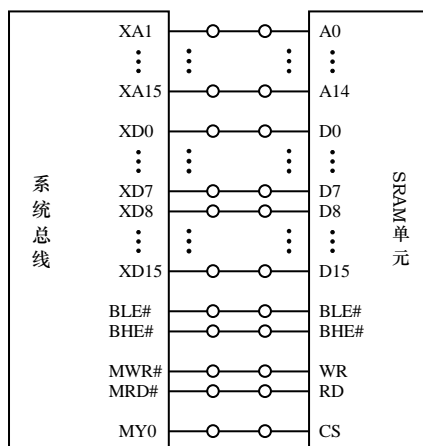 XA1 A0
XA15 A14
XD0 D0
XD7 D7
XD8 D8
XD15 D15
BLE# BLE#
BHE# BHE#
MWR# WR
MRD# RD
MY0 CS
系统总线
SRAM单元